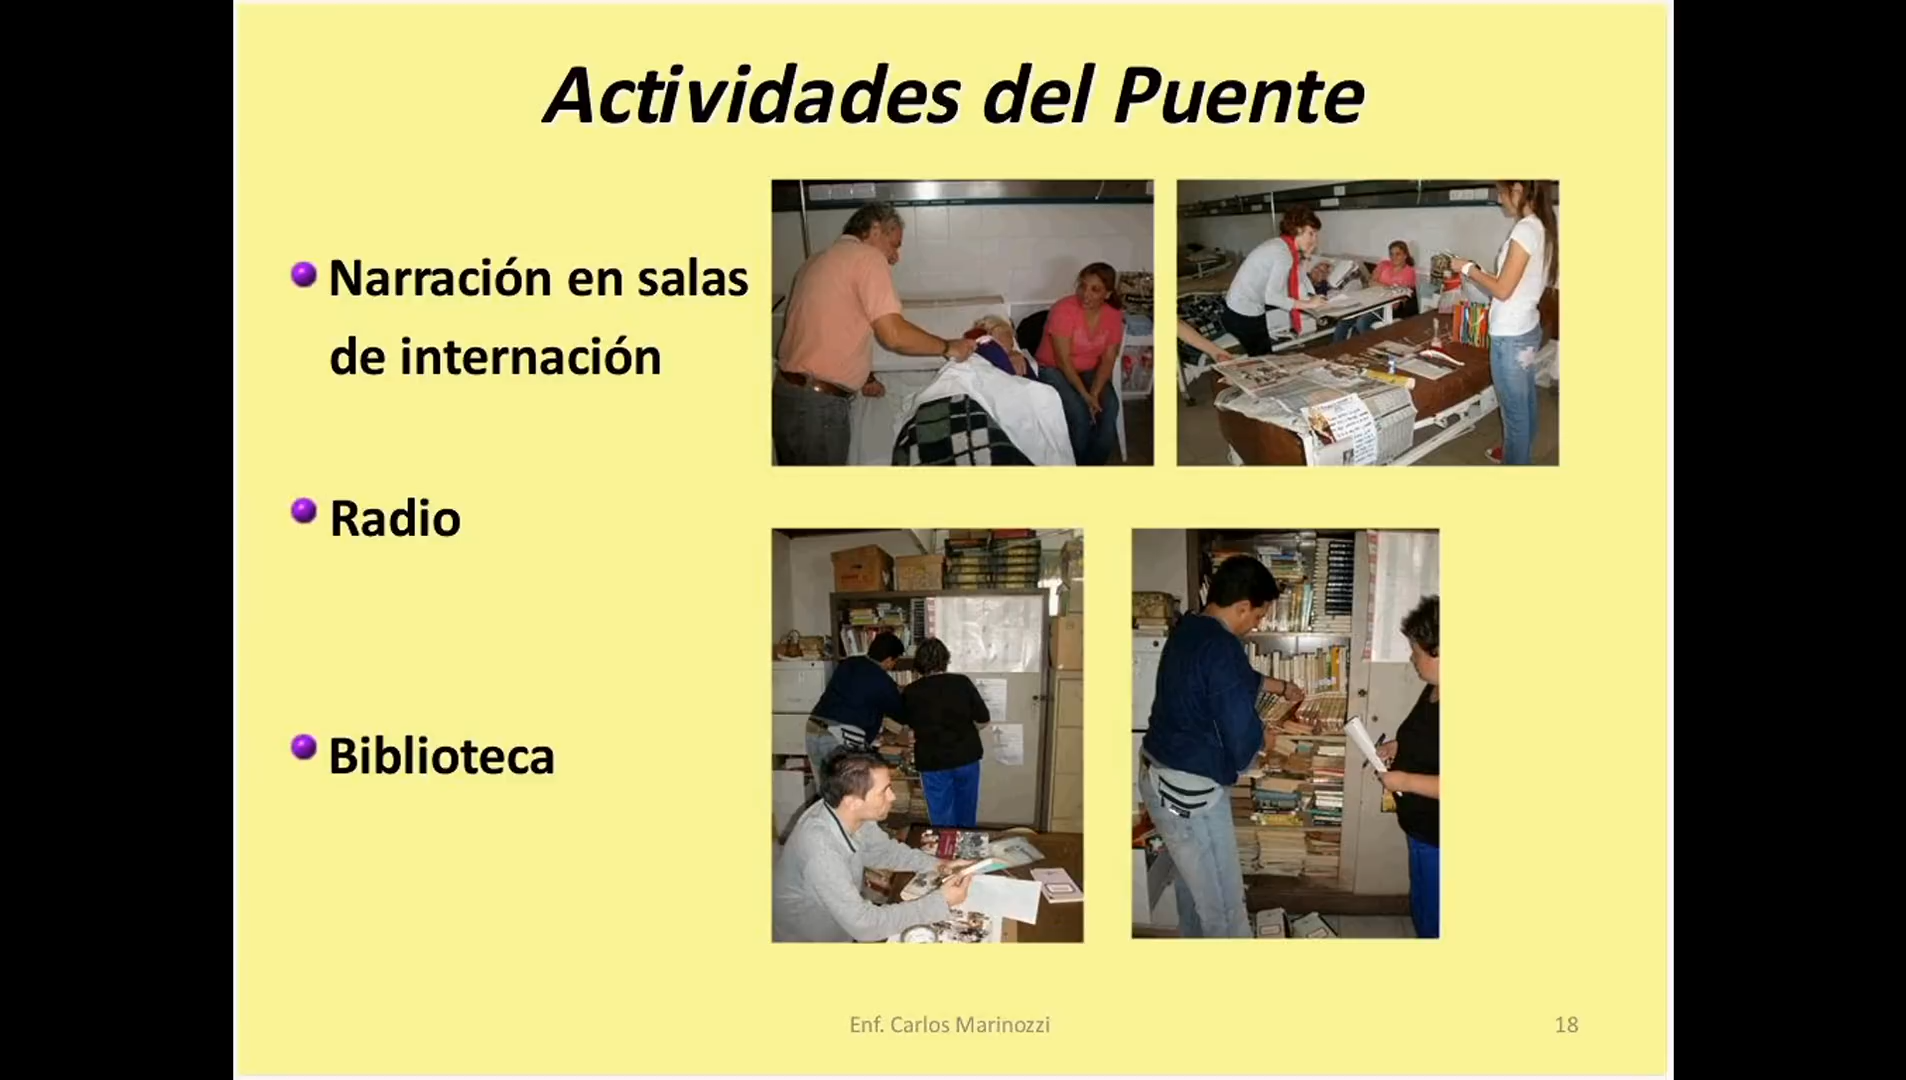 Actividades del Puente
Narración en salas
de internación
Radio
Biblioteca
Enf. Carlos Marinozzi
18